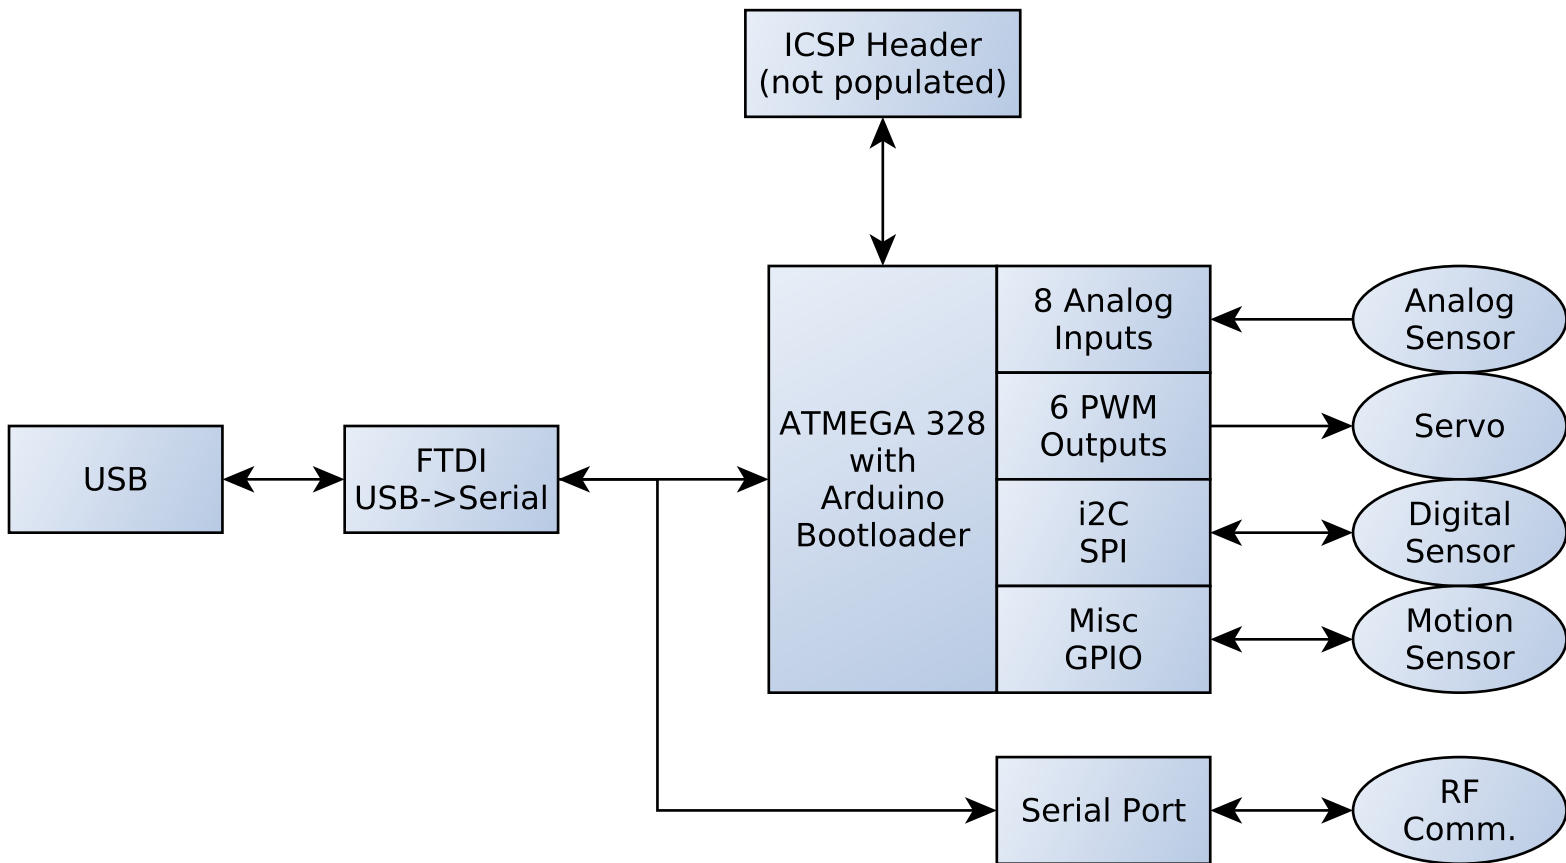 ICSP Header
(not populated)
8 Analog
Inputs
Analog
Sensor
ATMEGA 328
with
Arduino
Bootloader
6 PWM
Outputs
Servo
USB
FTDI
USB->Serial
i2C
SPI
Digital
Sensor
Misc
GPIO
Motion
Sensor
Serial Port
RF
Comm.